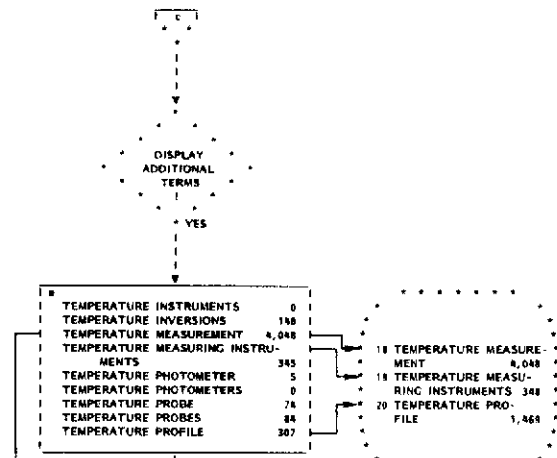 C
DISPLAY
ADDITIONAL
TERMS
YES
TEMPERATURE INSTRUMENTS 0
TEMPERATURE INVERSIONS 148
TEMPERATURE MEASUREMENT 4,048
TEMPERATURE MEASURING INSTRU-
MENTS 345
TEMPERATURE PHOTOMETER 5
TEMPERATURE PHOTOMETERS 0
TEMPERATURE PROBE 74
TEMPERATURE PROBES 84
TEMPERATURE PROFILE 307
18 TEMPERATURE MEASURE-
MENT 4,048
19 TEMPERATURE MEASU-
RING INSTRUMENTS 348
20 TEMPERATURE PRO-
FILE 1,469